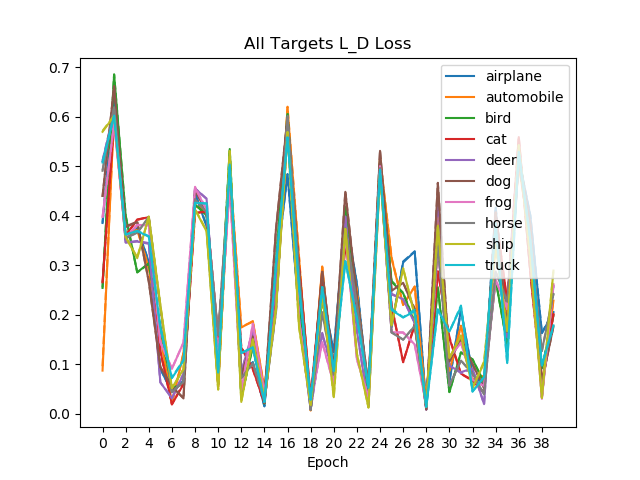 All Targets L_D Loss
0.7
0.6
0.5
0.4
0.3
0.2
0.1
0.0
airplane
automobile
bird
cat
deer
dog
frog
horse
ship
truck
0 2 4 6 8 10 12 14 16 18 20 22 24 26 28 30 32 34 36 38
Epoch